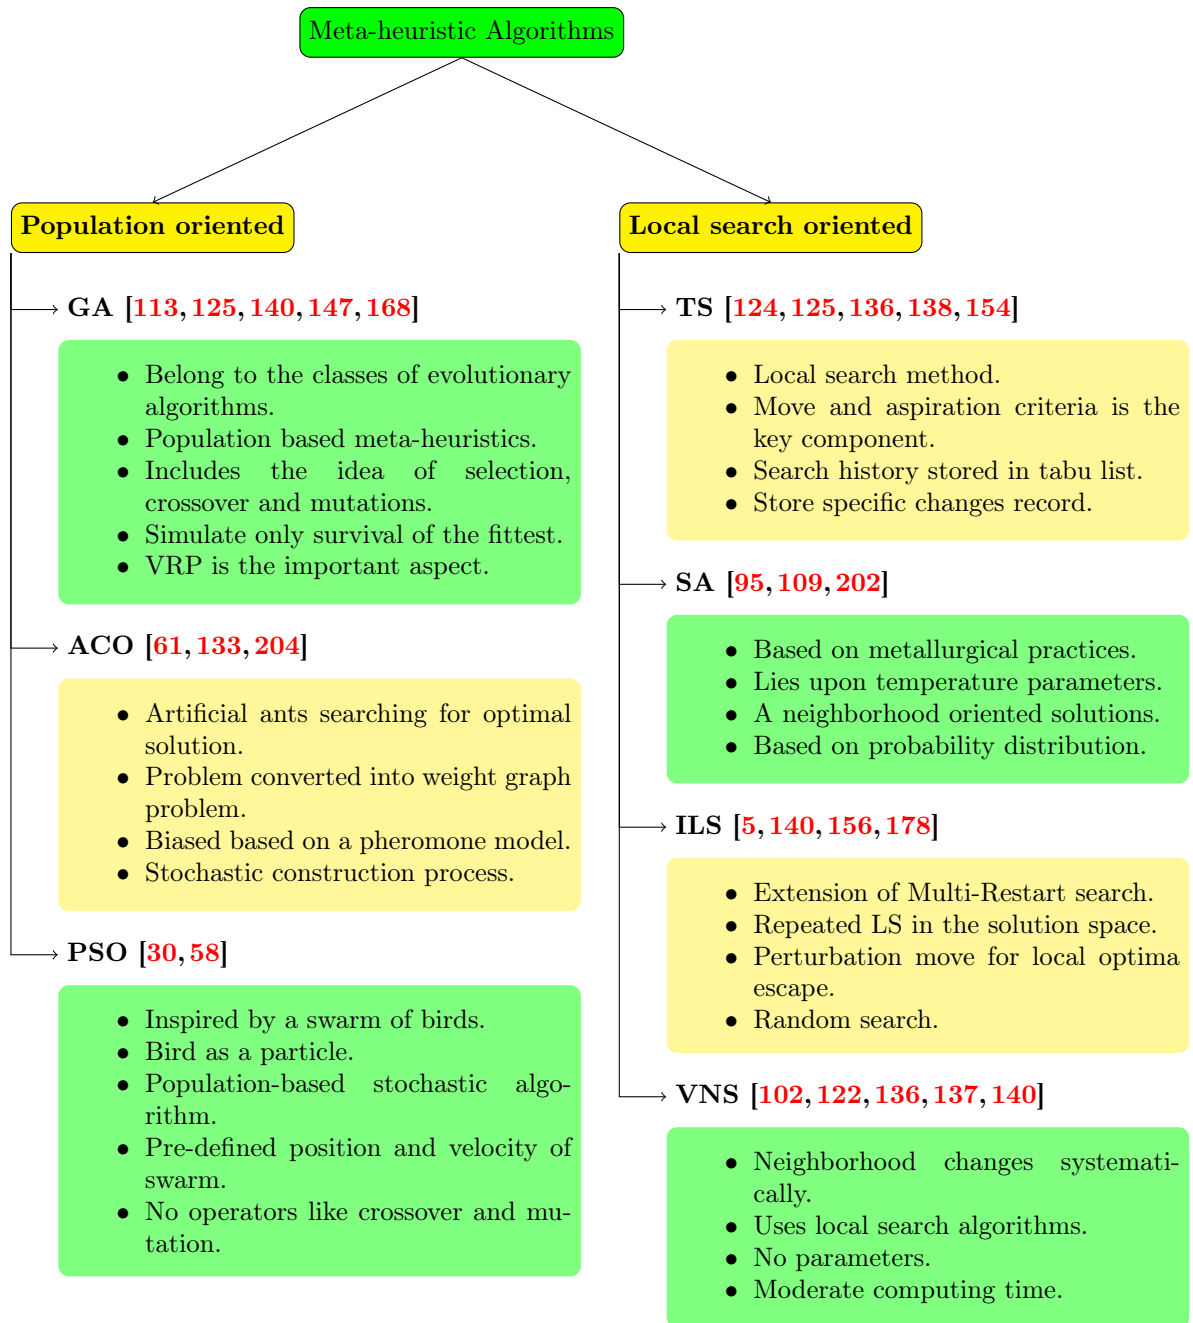 Meta-heuristic Algorithms
Population oriented
GA [113, 125, 140, 147, 168]
• Belong to the classes of evolutionary
algorithms.
• Population based meta-heuristics.
• Includes the idea of selection,
crossover and mutations.
• Simulate only survival of the fittest.
• VRP is the important aspect.
ACO [61, 133, 204]
• Artificial ants searching for optimal
solution.
• Problem converted into weight graph
problem.
• Biased based on a pheromone model.
• Stochastic construction process.
PSO [30, 58]
• Inspired by a swarm of birds.
• Bird as a particle.
• Population-based stochastic algo-
rithm.
• Pre-defined position and velocity of
swarm.
• No operators like crossover and mu-
tation.
Local search oriented
TS [124, 125, 136, 138, 154]
• Local search method.
• Move and aspiration criteria is the
key component.
• Search history stored in tabu list.
• Store specific changes record.
SA [95, 109, 202]
• Based on metallurgical practices.
• Lies upon temperature parameters.
• A neighborhood oriented solutions.
• Based on probability distribution.
ILS [5, 140, 156, 178]
• Extension of Multi-Restart search.
• Repeated LS in the solution space.
• Perturbation move for local optima
escape.
• Random search.
VNS [102, 122, 136, 137, 140]
• Neighborhood changes systemati-
cally.
• Uses local search algorithms.
• No parameters.
• Moderate computing time.